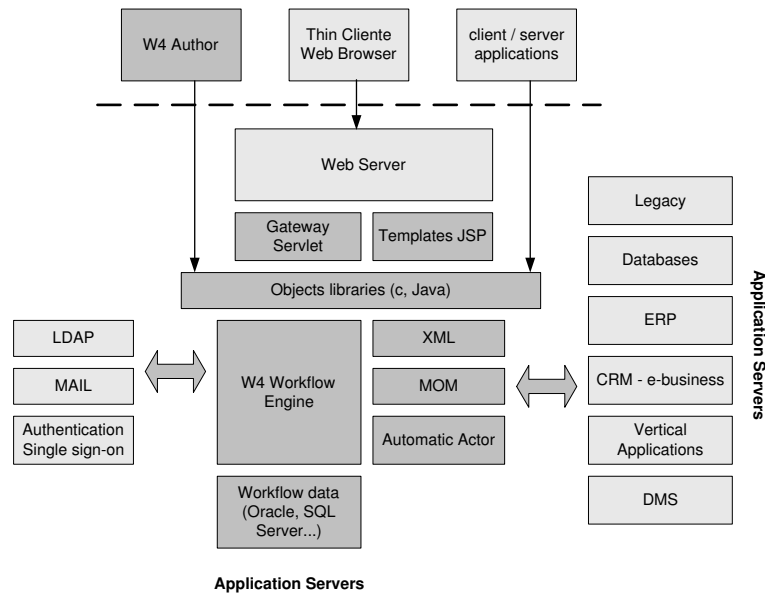 W4 Author
Thin Cliente
Web Browser
client / server
applications
Web Server
Gateway
Servlet
Templates JSP
Objects libraries (c, Java)
LDAP
MAIL
Authentication
Single sign-on
W4 Workflow
Engine
XML
MOM
Automatic Actor
Workflow data
(Oracle, SQL
Server...)
Legacy
Databases
ERP
CRM - e-business
Vertical
Applications
DMS
Application Servers
Application Servers